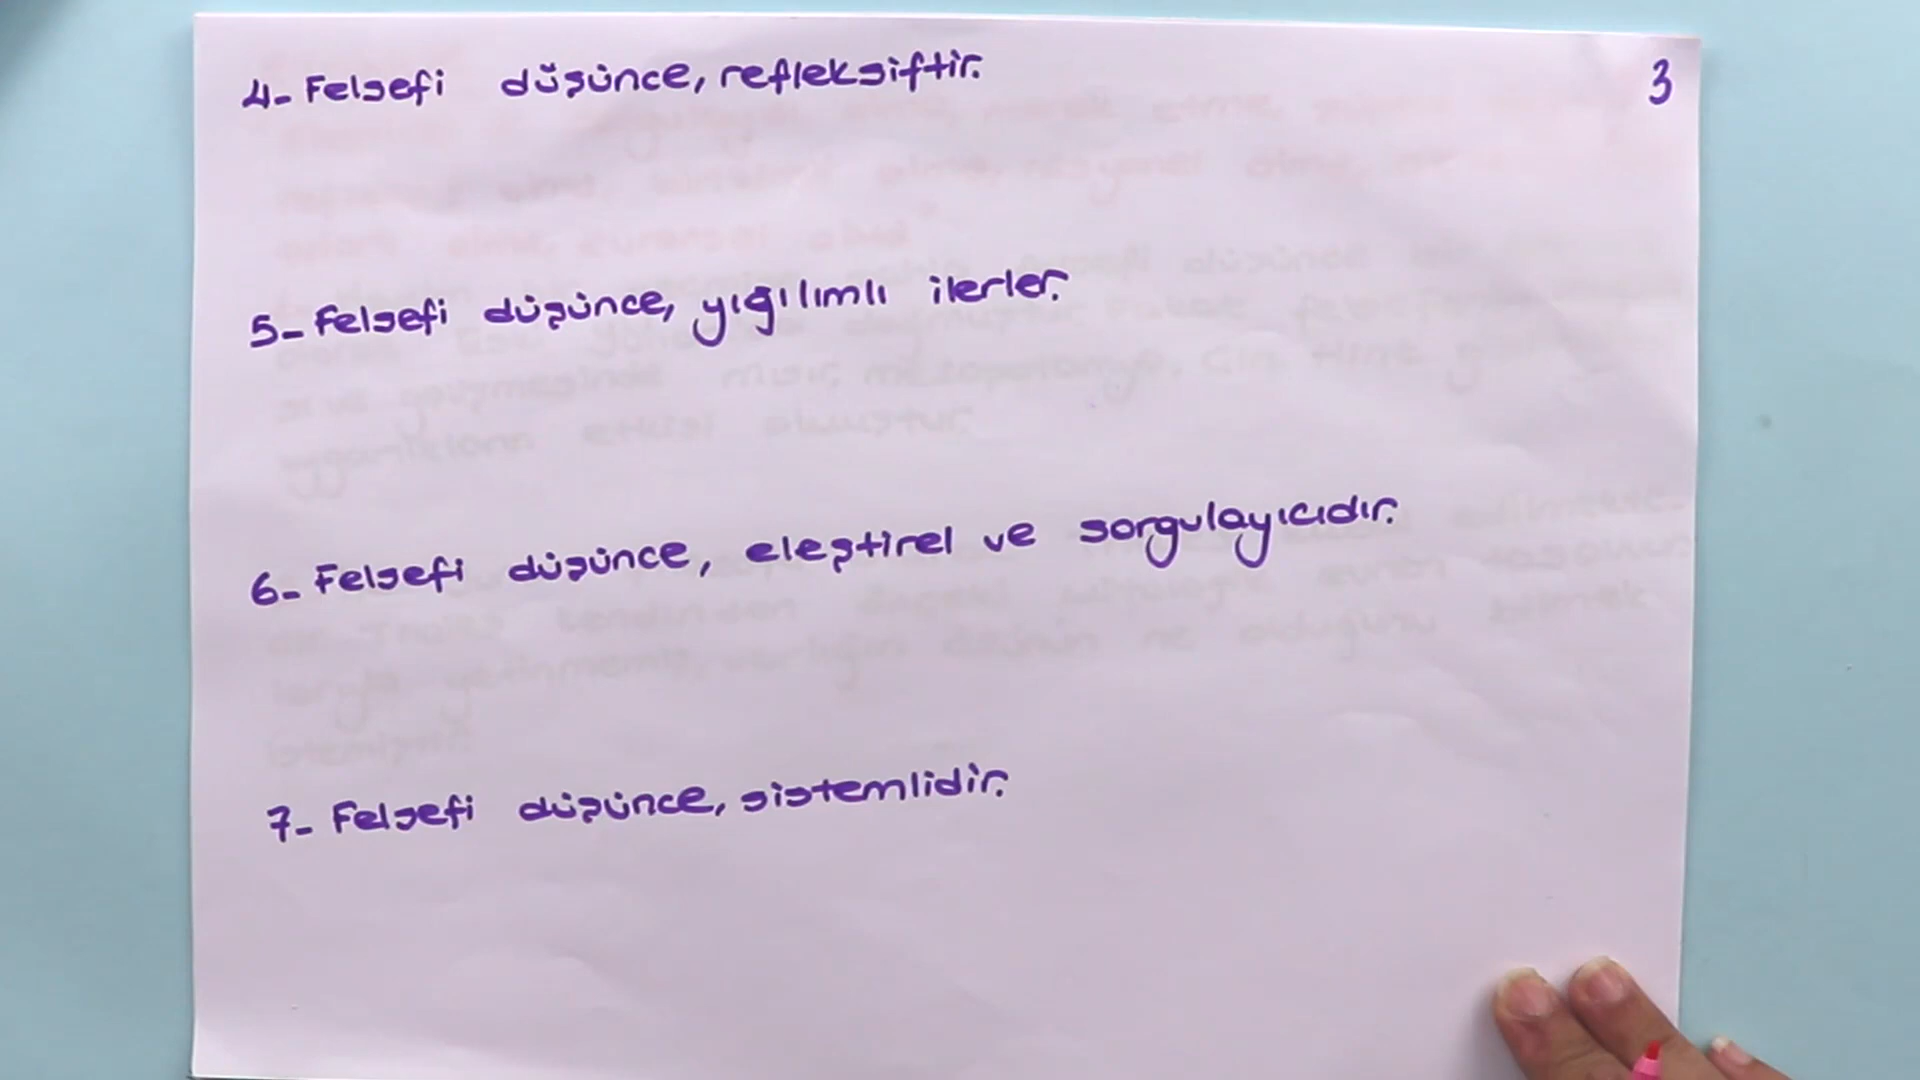 3
4- Felsefi düşünce, refleksiftir.
5- Felsefi düşünce, yığılımlı ilerler.
6- Felsefi düşünce, eleştirel ve sorgulayıcıdır.
7- Felsefi düşünce, sistemlidir.